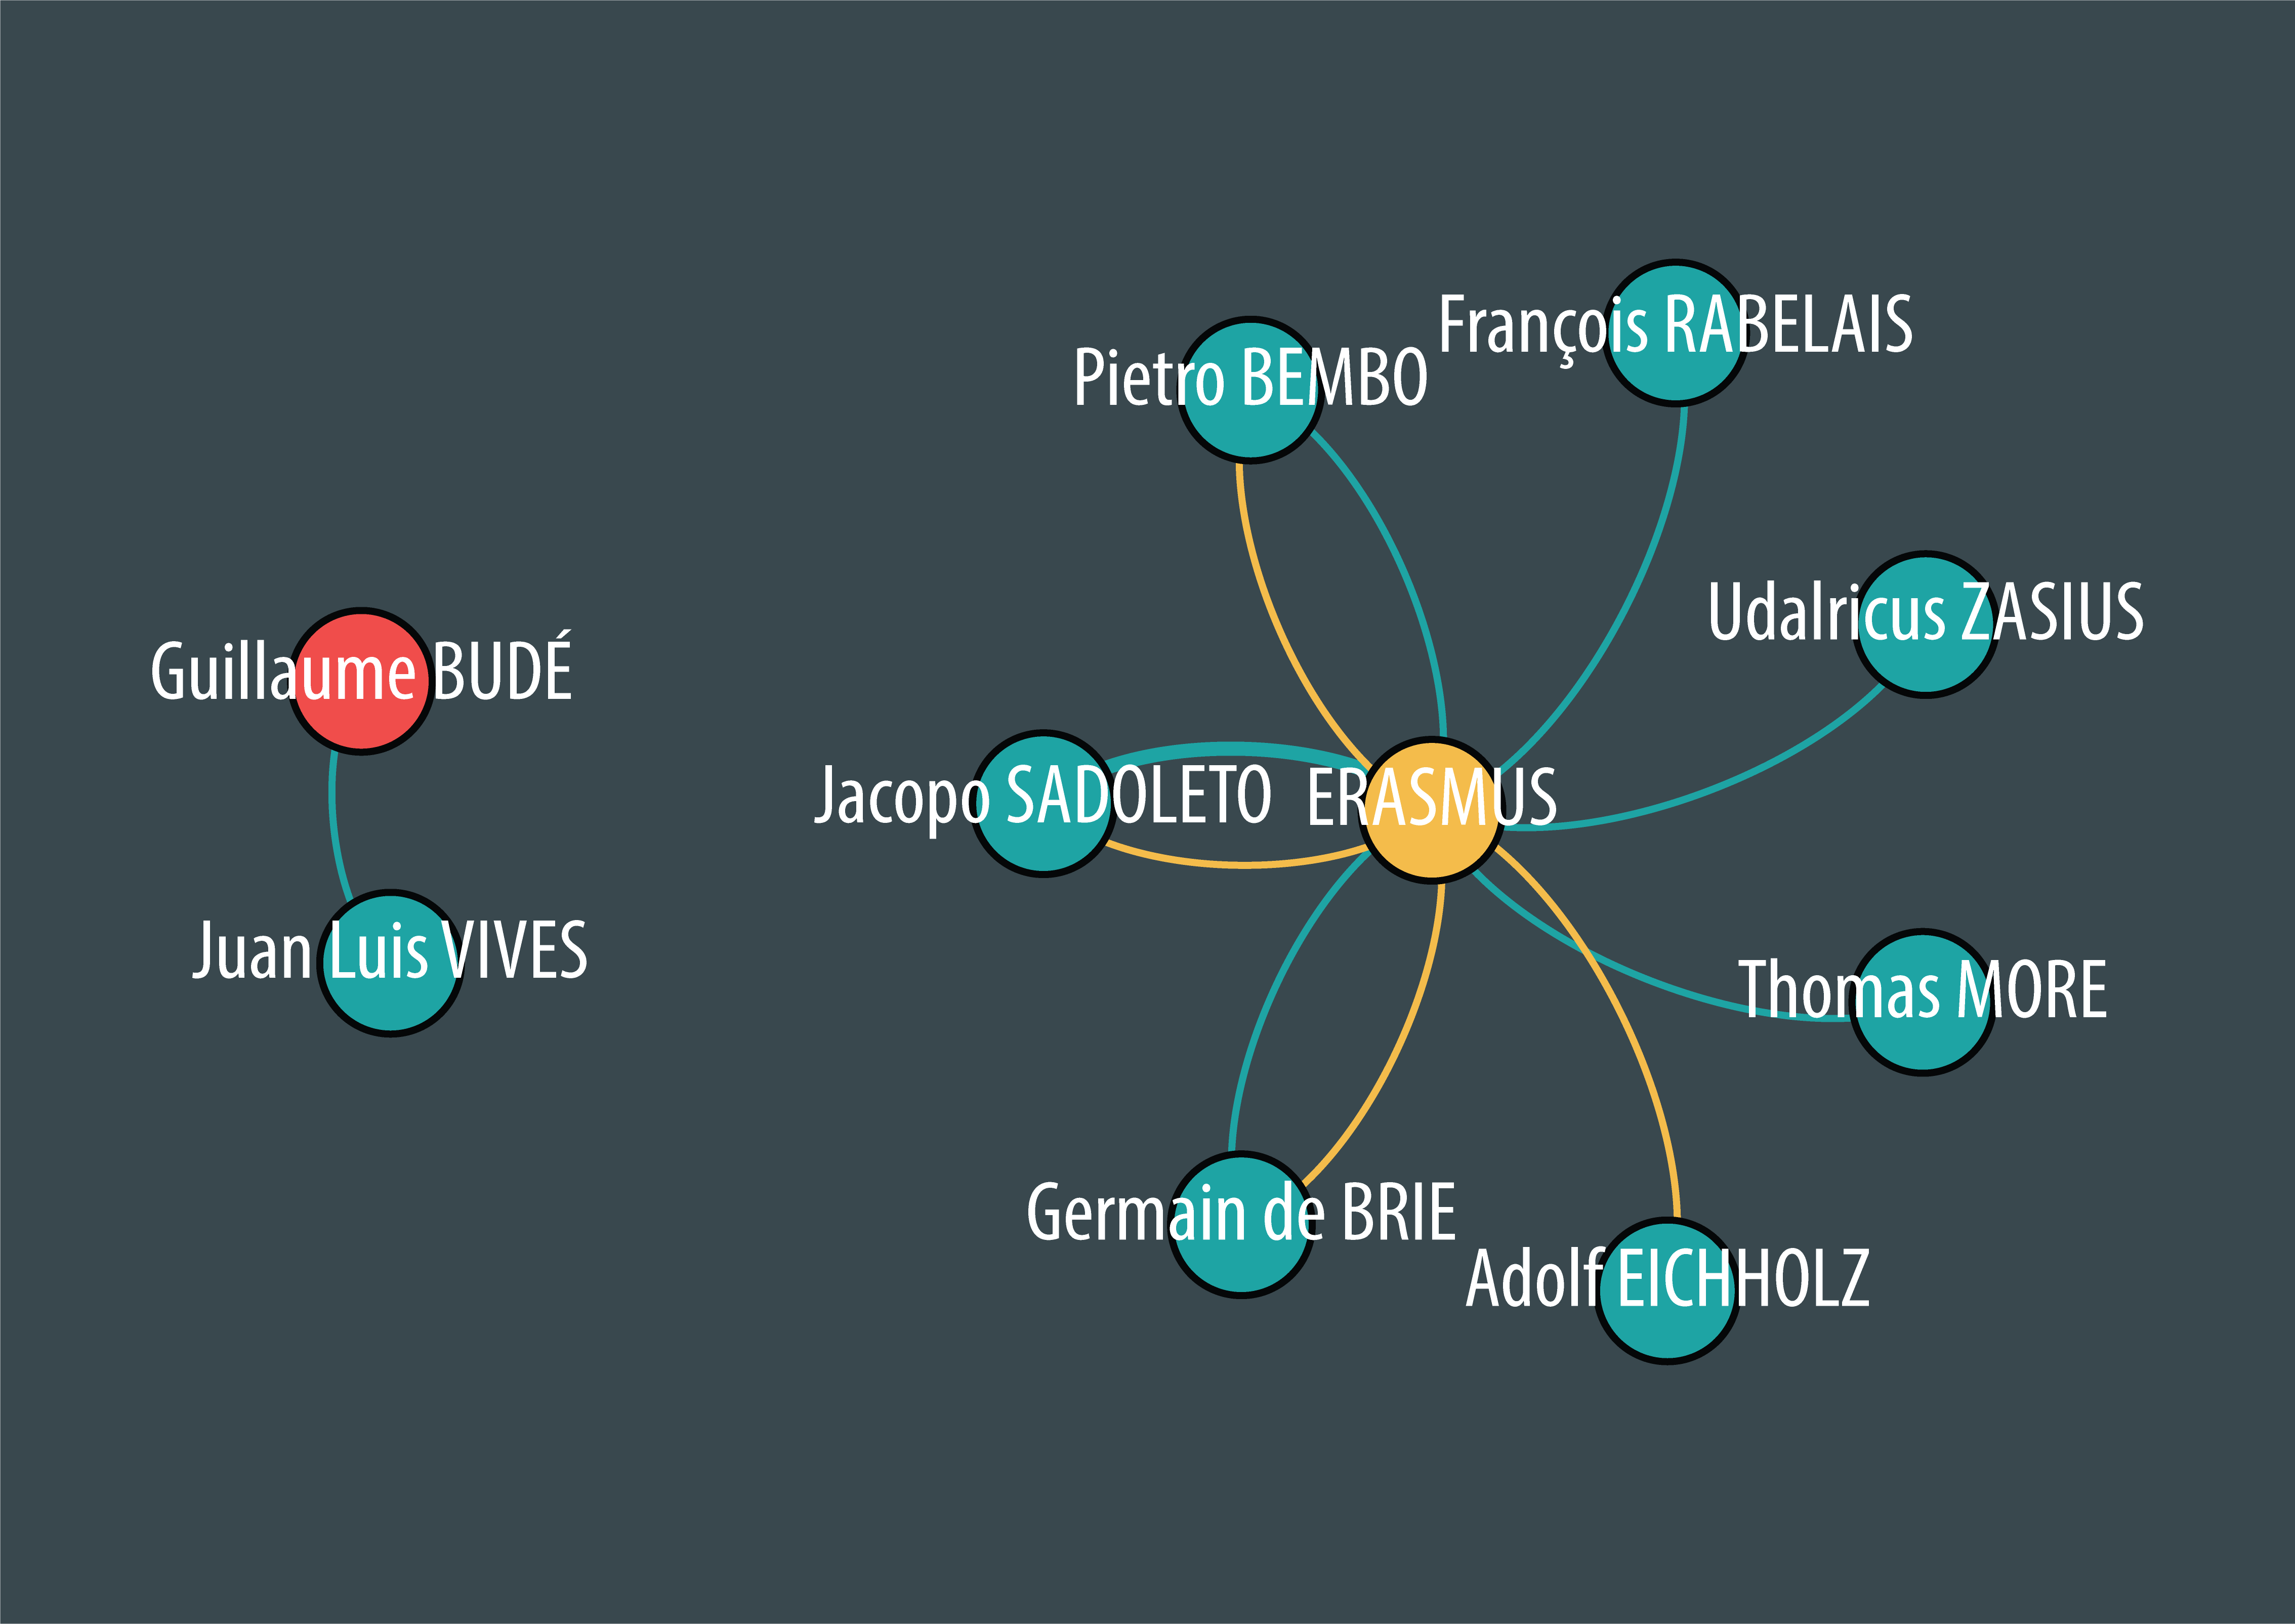 François RABELAIS
Pietro BEMBO
Udalricus ZASIUS
Guillaume BUDÉ
Jacopo SADOLETO
ERASMUS
Juan Luis VIVES
Thomas MORE
Germain de BRIE
Adolf EICHHOLZ